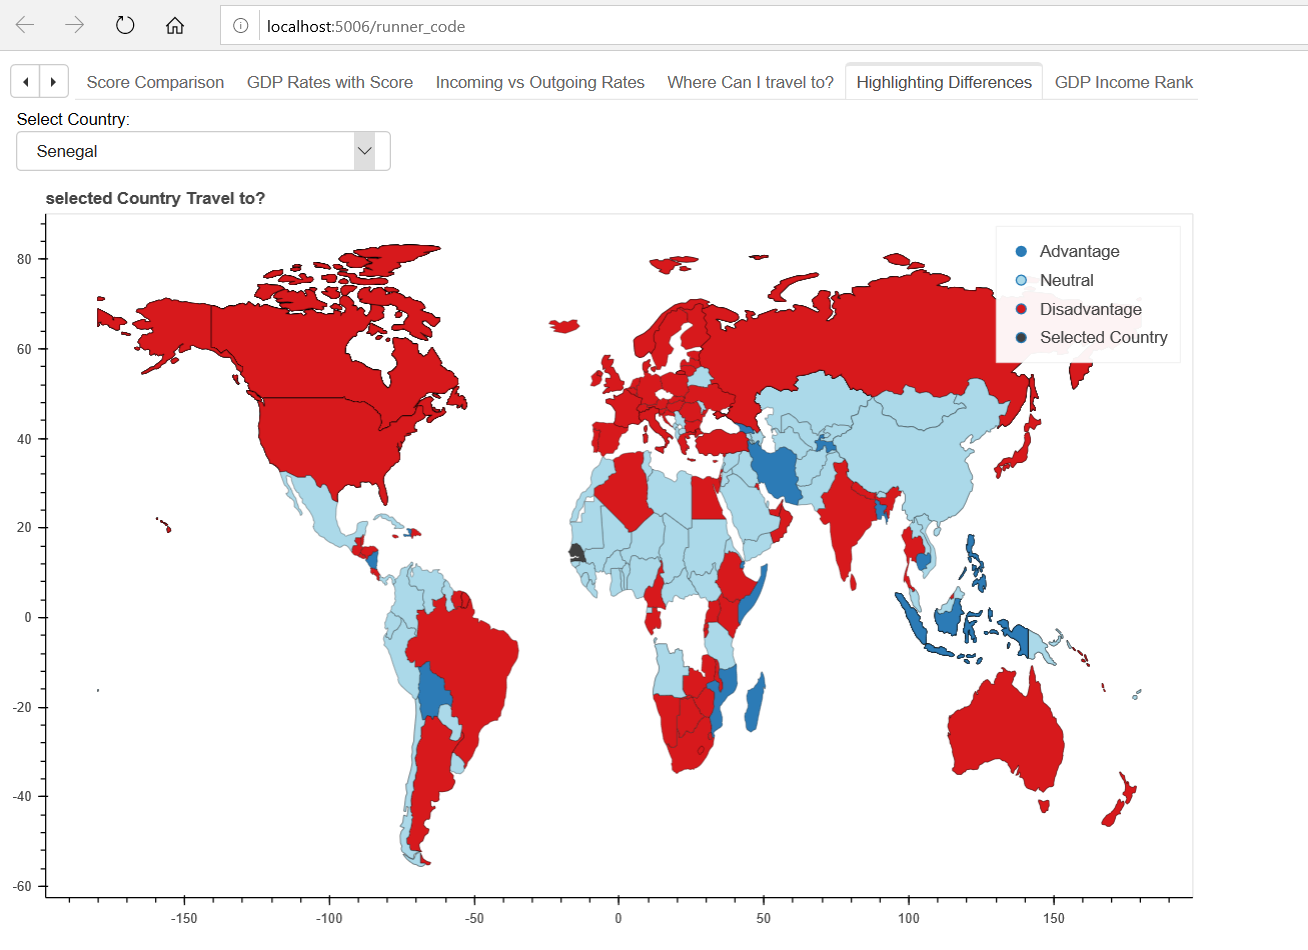 localhost:5006/runner_code
Score Comparison GDP Rates with Score Incoming vs Outgoing Rates Where Can I travel to? Highlighting Differences GDP Income Rank
Select Country:
Senegal
selected Country Travel to?
Advantage
Neutral
Disadvantage
Selected Country
80
60
40
20
0
-20
-40
-60
-150 -100 -50 0 50 100 150